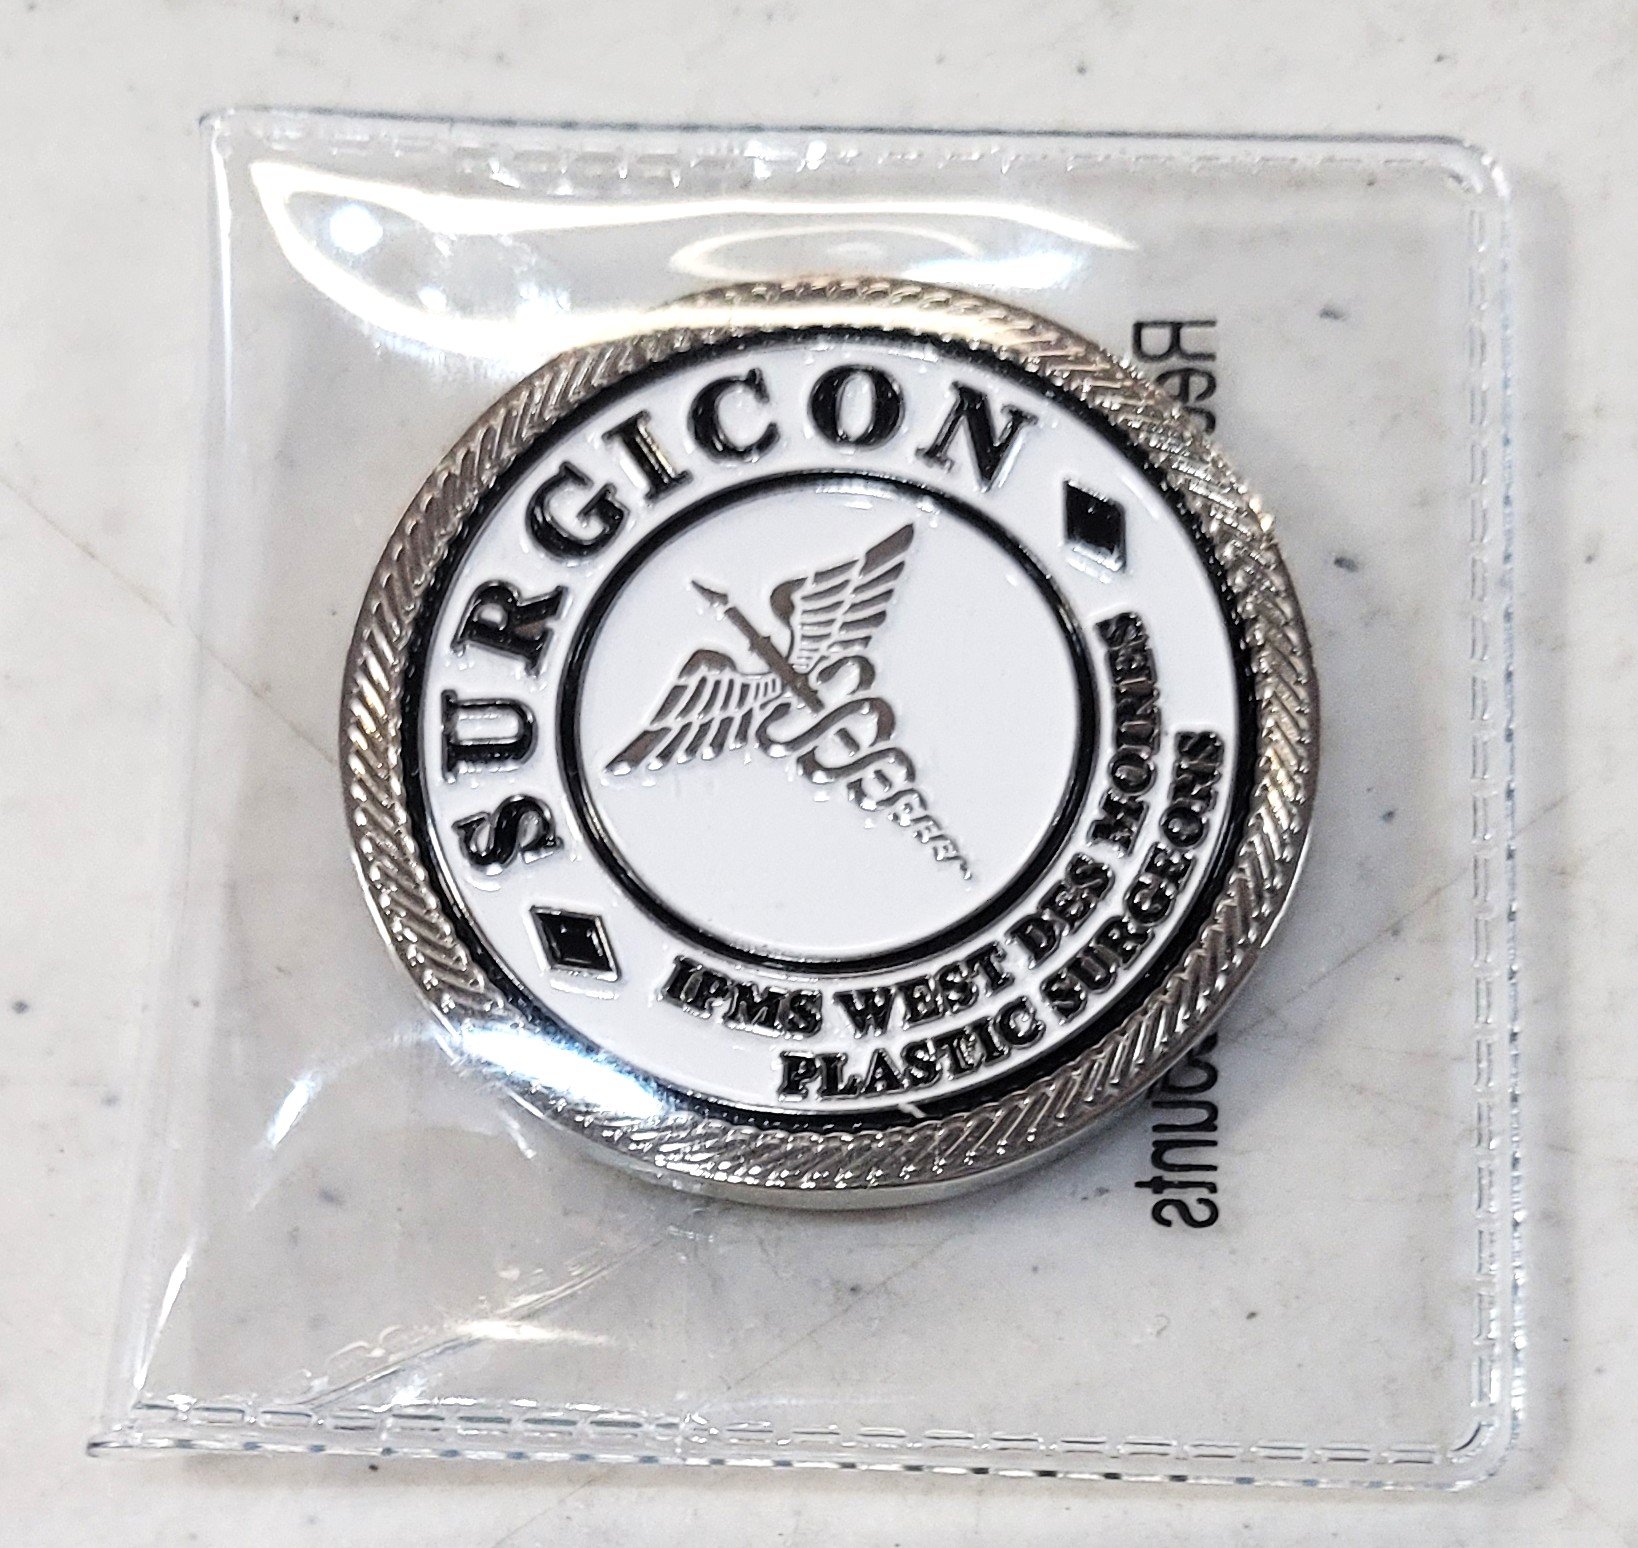 SURGICON
IPMS WEST DES MOINES
PLASTIC SURGEONS